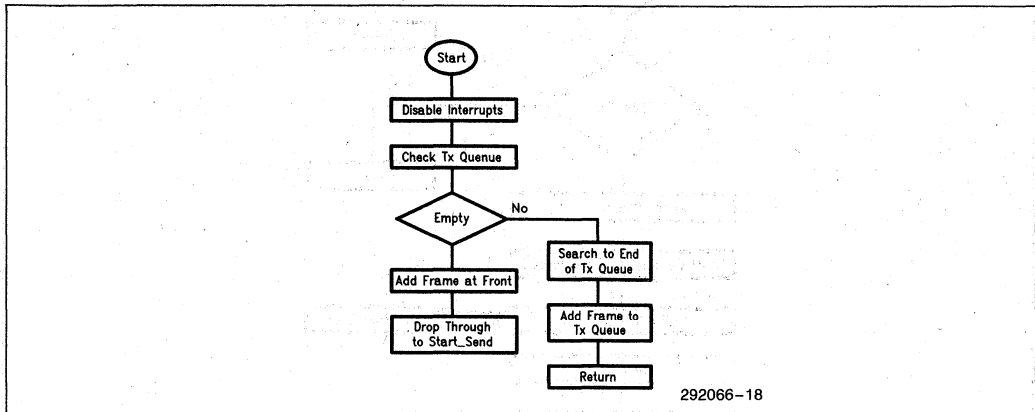 Start
Disable Interrupts
Check Tx Quenue
Empty
No
Add Frame at Front
Drop Through
to Start_Send
Search to End
of Tx Queue
Add Frame to
Tx Queue
Return
292066-18